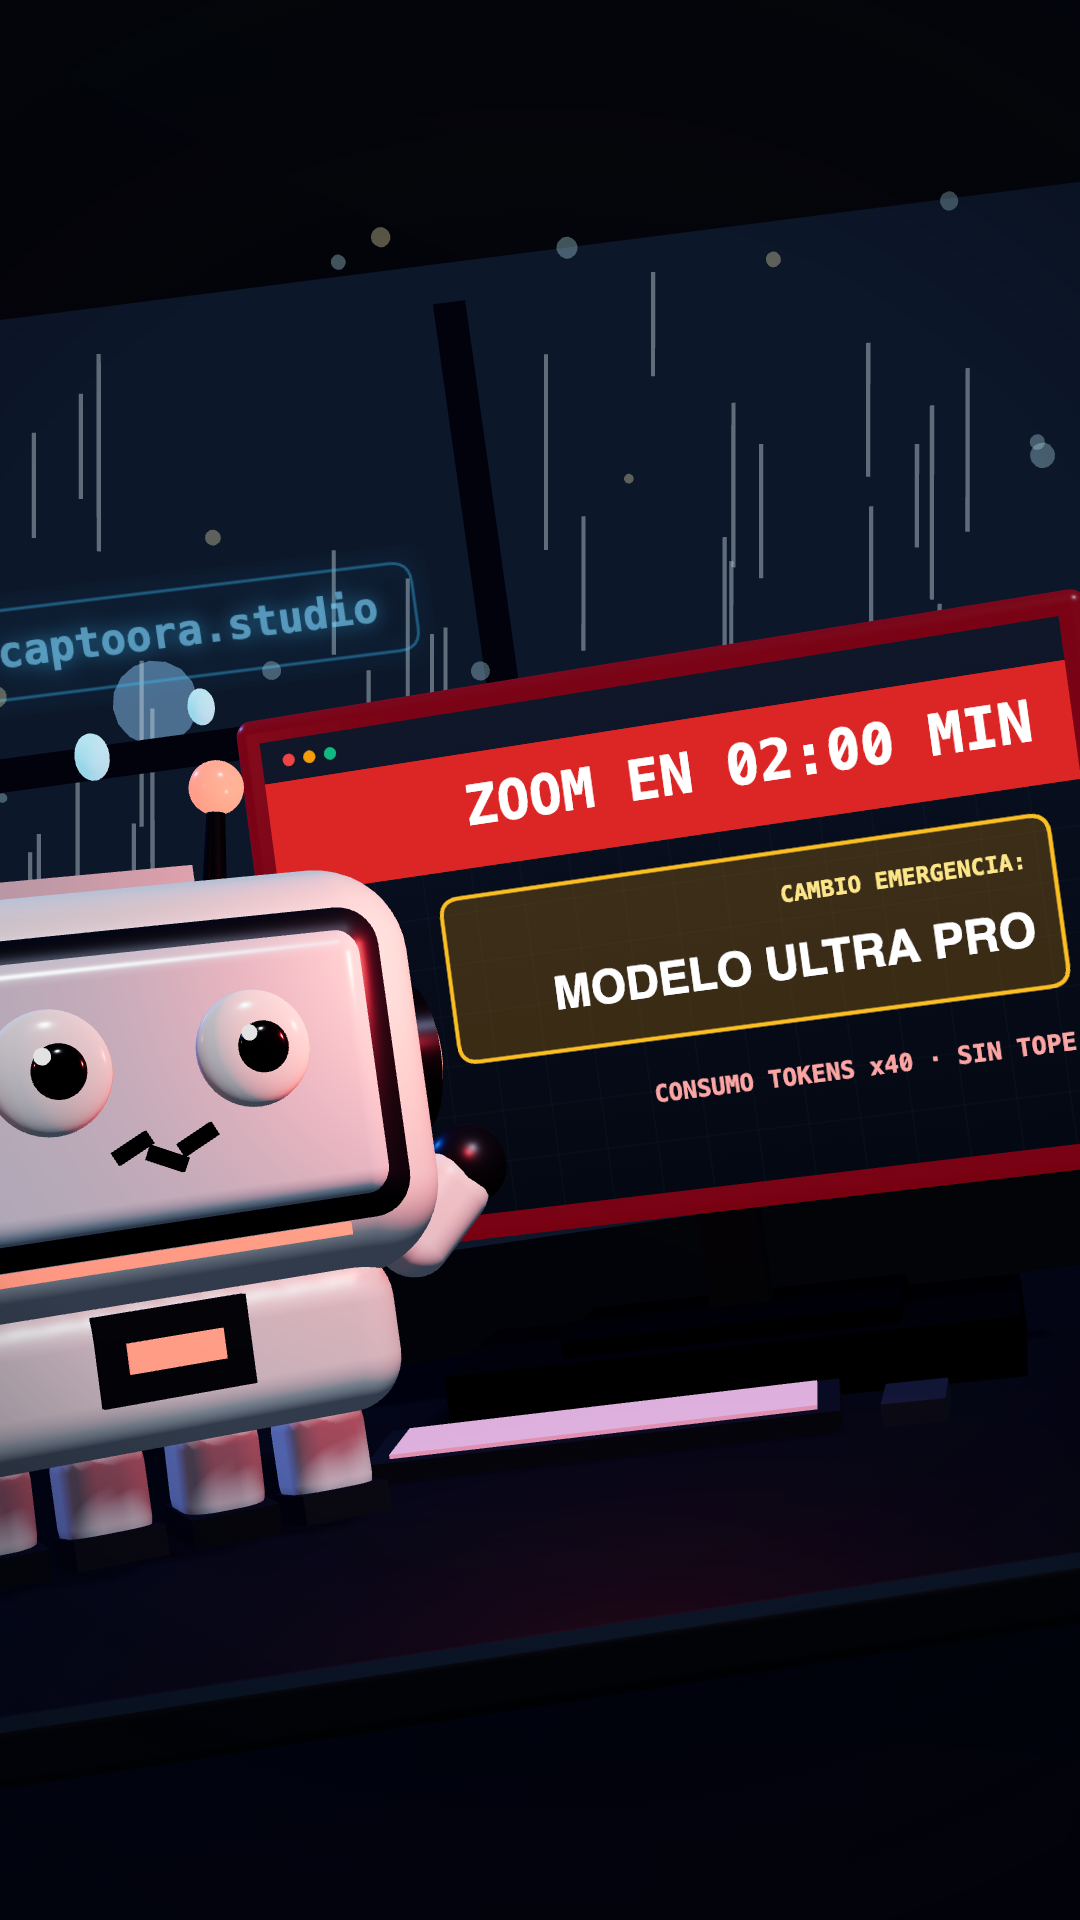 captoora.studio
ZOOM EN 02:00 MIN
CAMBIO EMERGENCIA:
MODELO ULTRA PRO
CONSUMO TOKENS x40 · SIN TOPE